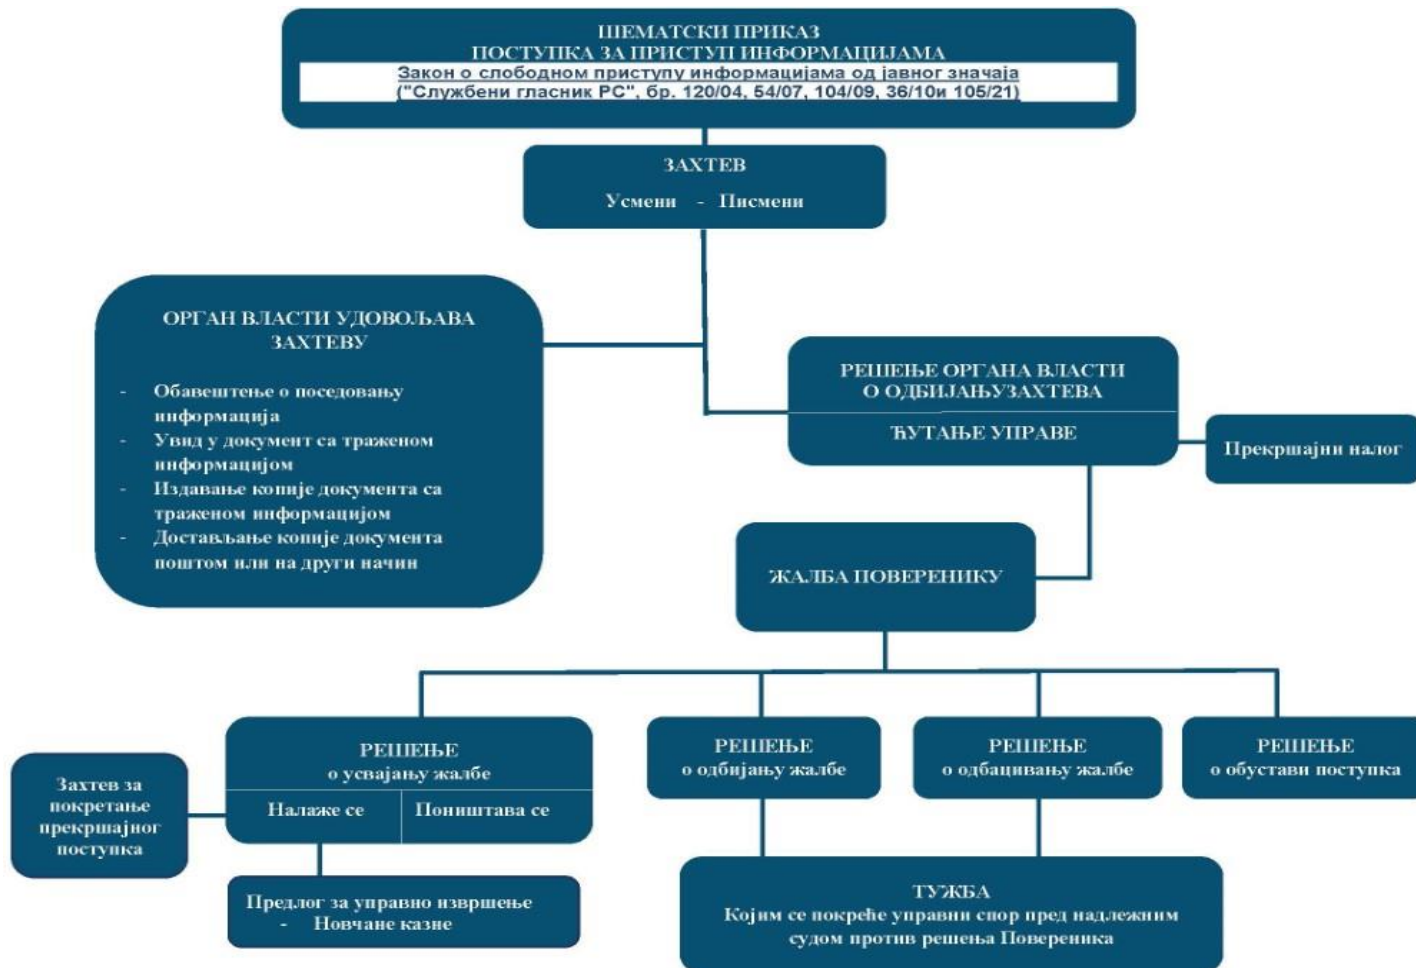 ШЕМАТСКИ ПРИКАЗ
ПОСТУПКА ЗА ПРИСТУП ИНФОРМАЦИЈАМА
Закон о слободном приступу информацијама од јавног значаја
("Службени гласник РС", бр. 120/04, 54/07, 104/09, 36/10и 105/21)
ЗАХТЕВ
Усмени - Писмени
ОРГАН ВЛАСТИ УДОВОЉАВА
ЗАХТЕВУ
- Обавештење о поседовању
информација
- Увид у документ са траженом
информацијом
- Издавање копије документа са
траженом информацијом
- Достављање копије документа
поштом или на други начин
РЕШЕЊЕ ОРГАНА ВЛАСТИ
О ОДБИЈАЊУЗАХТЕВА
ЋУТАЊЕ УПРАВЕ
Прекршајни налог
ЖАЛБА ПОВЕРЕНИКУ
Захтев за
покретање
прекршајног
поступка
РЕШЕЊЕ
о усвајању жалбе
Налаже се
Поништава се
РЕШЕЊЕ
о одбијању жалбе
РЕШЕЊЕ
о одбацивању жалбе
РЕШЕЊЕ
о обустави поступка
Предлог за управно извршење
- Новчане казне
ТУЖБА
Којим се покреће управни спор пред надлежним
судом против решења Повереника